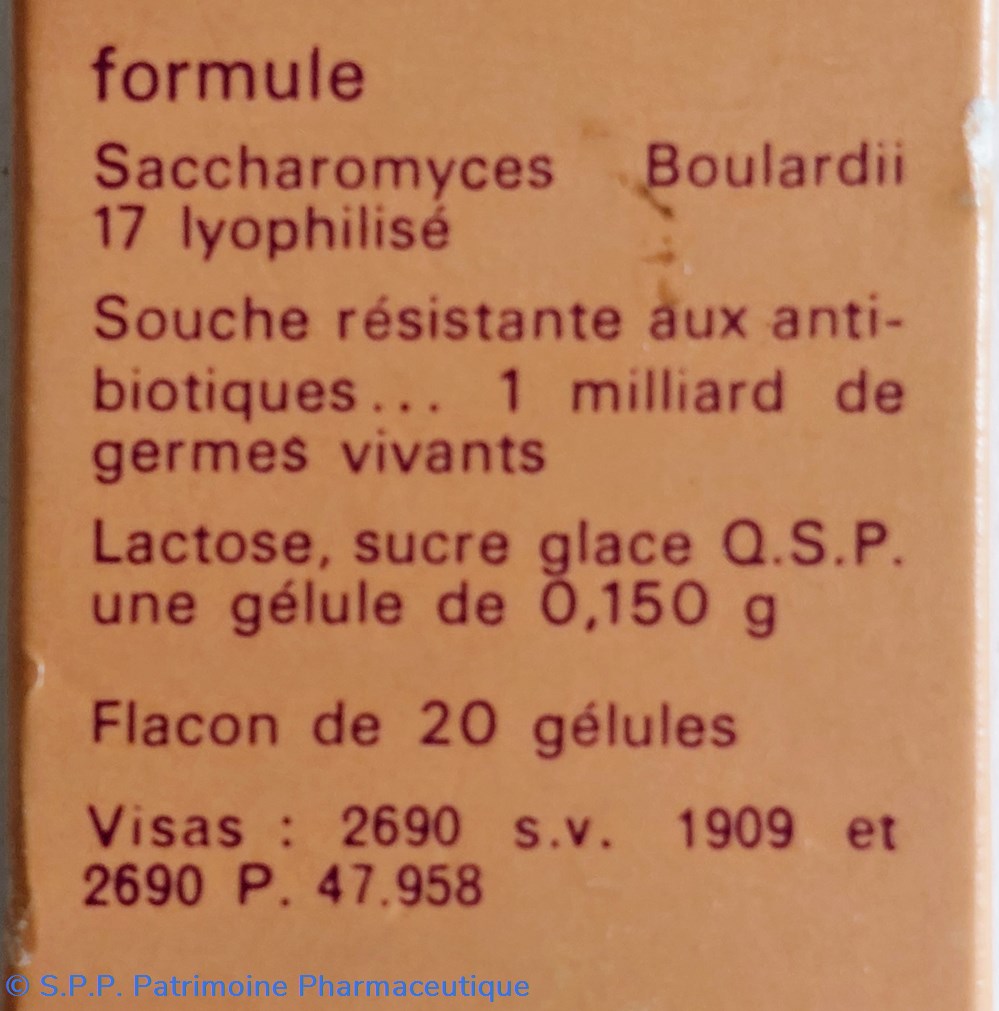 formule
Saccharomyces Boulardii
17 lyophilisé
Souche résistante aux anti-
biotiques... 1 milliard de
germes vivants
Lactose, sucre glace Q.S.P.
une gélule de 0,150 g
Flacon de 20 gélules
Visas : 2690 s.v. 1909 et
2690 P. 47.958
© S.P.P. Patrimoine Pharmaceutique